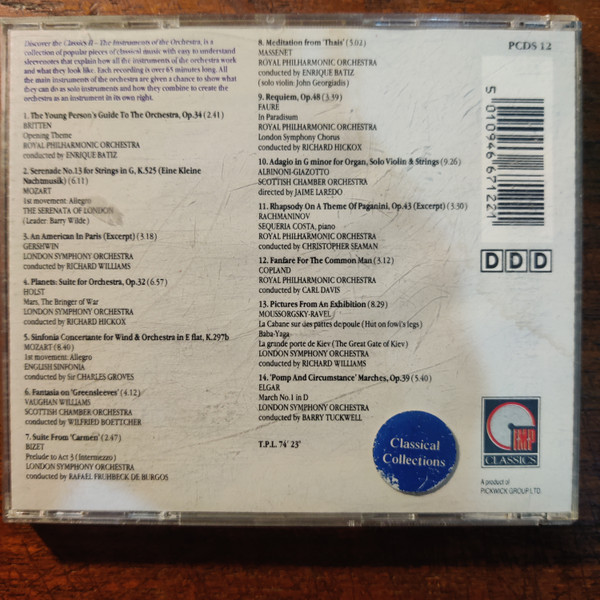 Discover the Classics II – The Instruments of the Orchestra, is a
collection of popular pieces of classical music with easy to understand
sleevenotes that explain how all the instruments of the orchestra work
and what they look like. Each recording is over 65 minutes long. All
the main instruments of the orchestra are given a chance to show what
they can do as solo instruments and how they combine to create the
orchestra as an instrument in its own right.
1. The Young Person's Guide To The Orchestra, Op.34 (2.41)
BRITTEN
Opening Theme
ROYAL PHILHARMONIC ORCHESTRA
conducted by ENRIQUE BATIZ
2. Serenade No.13 for Strings in G, K.525 (Eine Kleine
Nachtmusik) (6.11)
MOZART
1st movement: Allegro
THE SERENATA OF LONDON
(Leader: Barry Wilde)
3. An American In Paris (Excerpt) (3.18)
GERSHWIN
LONDON SYMPHONY ORCHESTRA
conducted by RICHARD WILLIAMS
4. Planets: Suite for Orchestra, Op.32 (6.57)
HOLST
Mars, The Bringer of War
LONDON SYMPHONY ORCHESTRA
conducted by RICHARD HICKOX
5. Sinfonia Concertante for Wind & Orchestra in E flat, K.297b
MOZART (8.40)
1st movement: Allegro
ENGLISH SINFONIA
conducted by Sir CHARLES GROVES
6. Fantasia on 'Greensleeves' (4.12)
VAUGHAN WILLIAMS
SCOTTISH CHAMBER ORCHESTRA
conducted by WILFRIED BOETTCHER
7. Suite From 'Carmen' (2.47)
BIZET
Prelude to Act 3 (Intermezzo)
LONDON SYMPHONY ORCHESTRA
conducted by RAFAEL FRUHBECK DE BURGOS
8. Meditation from 'Thais' (5.02)
MASSENET
ROYAL PHILHARMONIC ORCHESTRA
conducted by ENRIQUE BATIZ
(solo violin: John Georgiadis)
9. Requiem, Op.48 (3.39)
FAURE
In Paradisum
ROYAL PHILHARMONIC ORCHESTRA
London Symphony Chorus
conducted by RICHARD HICKOX
10. Adagio in G minor for Organ, Solo Violin & Strings (9.26)
ALBINONI-GIAZOTTO
SCOTTISH CHAMBER ORCHESTRA
directed by JAIME LAREDO
11. Rhapsody On A Theme Of Paganini, Op.43 (Excerpt) (3.30)
RACHMANINOV
SEQUERIA COSTA, piano
ROYAL PHILHARMONIC ORCHESTRA
conducted by CHRISTOPHER SEAMAN
12. Fanfare For The Common Man (3.12)
COPLAND
ROYAL PHILHARMONIC ORCHESTRA
conducted by CARL DAVIS
13. Pictures From An Exhibition (8.29)
MOUSSORGSKY-RAVEL
La Cabane sur des pattes de poule (Hut on fowl's legs)
Baba-Yaga
La grande porte de Kiev (The Great Gate of Kiev)
LONDON SYMPHONY ORCHESTRA
conducted by RICHARD WILLIAMS
14. 'Pomp And Circumstance' Marches, Op.39 (5.40)
ELGAR
March No.1 in D
LONDON SYMPHONY ORCHESTRA
conducted by BARRY TUCKWELL
T.P.L. 74' 23"
PCDS 12
5 010946 671221
DDD
Classical
Collections
IMP
CLASSICS
A product of
PICKWICK GROUP LTD.